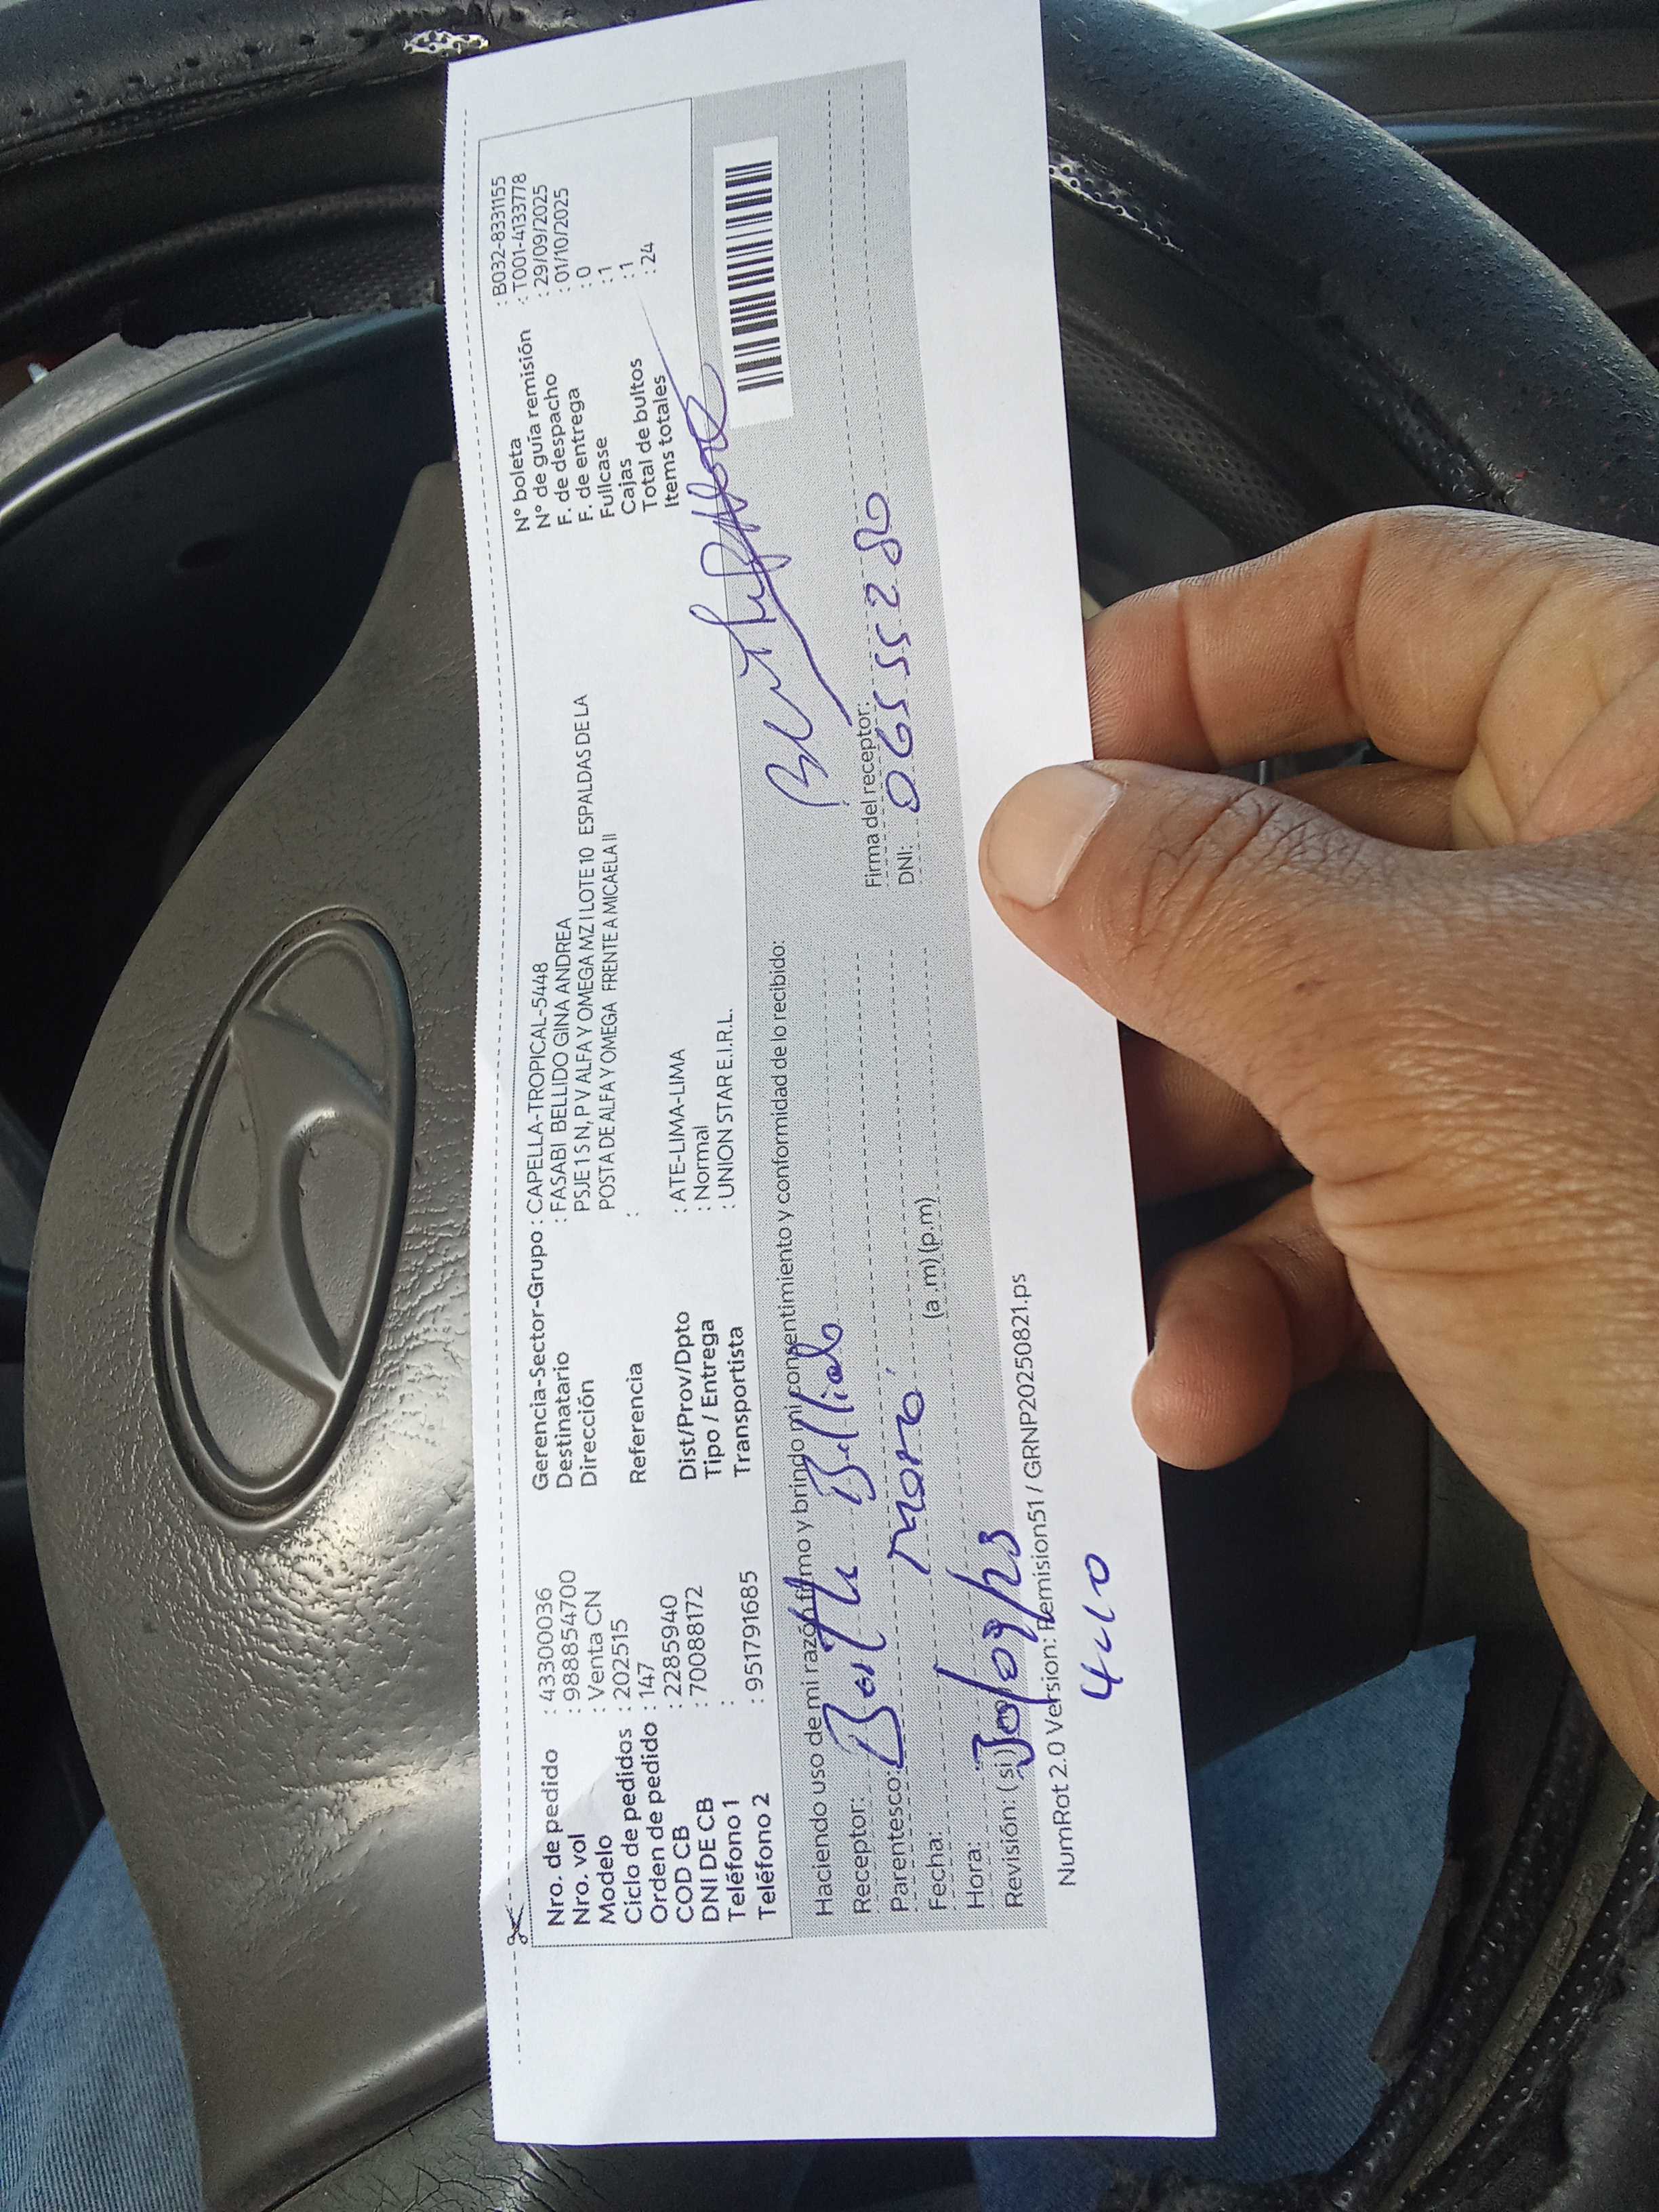 Nro. de pedido : 43300036
Nro. vol : 9888854700
Modelo : Venta CN
Ciclo de pedidos : 202515
Orden de pedido : 147
COD CB : 2285940
DNI DE CB : 70088172
Teléfono 1 :
Teléfono 2 : 951791685
Gerencia-Sector-Grupo : CAPELLA-TROPICAL-5448
Destinatario : FASABI BELLIDO GINA ANDREA
Dirección PSJE 1 S N, P V ALFA Y OMEGA MZ I LOTE 10 ESPALDAS DE LA
POSTA DE ALFA Y OMEGA FRENTE A MICAELA II
Referencia :
Dist/Prov/Dpto : ATE-LIMA-LIMA
Tipo / Entrega : Normal
Transportista : UNION STAR E.I.R.L.
N° boleta : B032-8331155
N° de guía remisión : T001-4133778
F. de despacho : 29/09/2025
F. de entrega : 01/10/2025
Fullcase : 0
Cajas : 1
Total de bultos : 1
Items totales : 24
Haciendo uso de mi razón firmo y brindo mi consentimiento y conformidad de lo recibido:
Receptor: Bellido
Parentesco:
Fecha:
Hora: (a.m) (p.m)
Revisión: (si)
Firma del receptor:
DNI: 06555280
NumRot 2.0 Version: Remision51 / GRNP20250821.ps